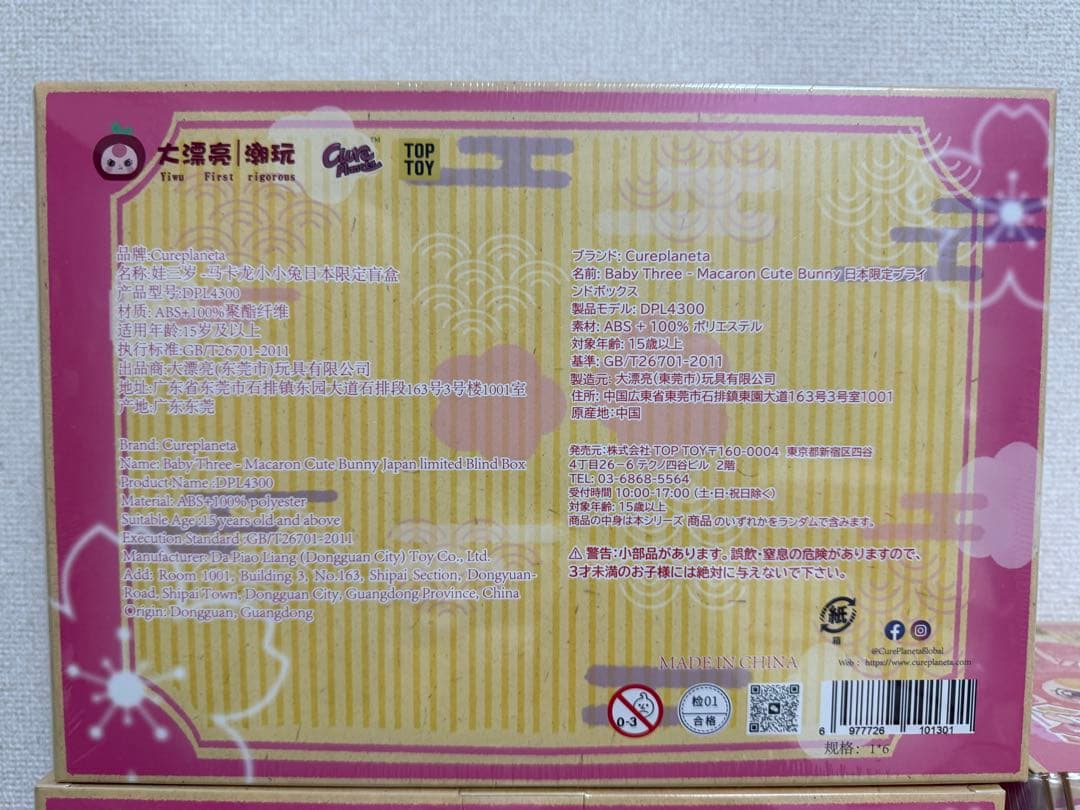 大漂亮|潮玩
Yiwu First rigorous
Cure Planeta™
TOP
TOY
品牌:Cureplaneta
名称:娃三岁 -马卡龙小小兔日本限定盲盒
产品型号:DPL4300
材质: ABS+100%聚酯纤维
适用年龄:15岁及以上
执行标准:GB/T26701-2011
出品商:大漂亮(东莞市)玩具有限公司
地址:广东省东莞市石排镇东园大道石排段163号3号楼1001室
产地:广东东莞
Brand: Cureplaneta
Name: Baby Three - Macaron Cute Bunny Japan limited Blind Box
Product Name :DPL4300
Material: ABS+100% polyester
Suitable Age :15 years old and above
Execution Standard :GB/T26701-2011
Manufacturer: Da Piao Liang (Dongguan City) Toy Co., Ltd.
Add: Room 1001, Building 3, No.163, Shipai Section, Dongyuan-
Road, Shipai Town, Dongguan City, Guangdong Province, China
Origin: Dongguan, Guangdong
ブランド: Cureplaneta
名前: Baby Three - Macaron Cute Bunny 日本限定ブライ
ンドボックス
製品モデル: DPL4300
素材: ABS + 100% ポリエステル
対象年齢: 15歳以上
基準: GB/T26701-2011
製造元: 大漂亮(東莞市)玩具有限公司
住所: 中国広東省東莞市石排鎮東園大道163号3号室1001
原産地: 中国
発売元:株式会社 TOP TOY〒160-0004 東京都新宿区四谷
4丁目26−6 テクノ四谷ビル 2階
TEL: 03-6868-5564
受付時間 10:00-17:00 (土・日・祝日除く)
対象年齢: 15歳以上
商品の中身は本シリーズ 商品 のいずれかをランダムで含みます。
⚠ 警告:小部品があります。誤飲・窒息の危険がありますので、
3才未満のお子様には絶対に与えないで下さい。
紙
箱
@CurePlanetaGlobal
Web : https://www.cureplaneta.com
MADE IN CHINA
0-3
检01
合格
6 977726 101301
规格: 1*6